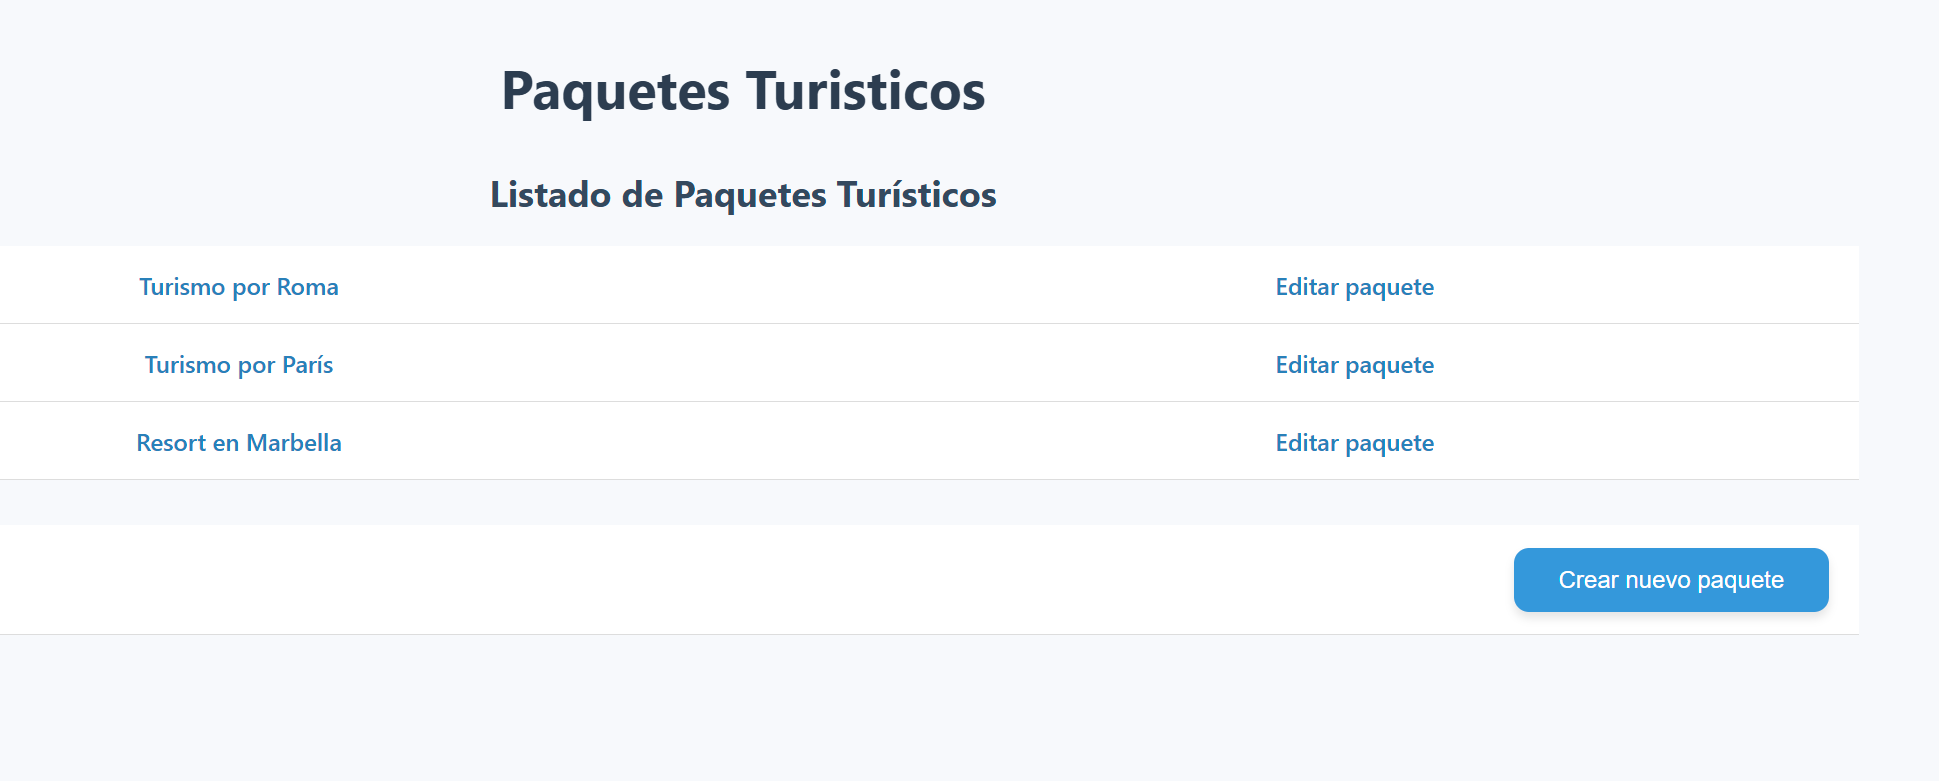 Paquetes Turisticos
Listado de Paquetes Turísticos
Turismo por Roma Editar paquete
Turismo por París Editar paquete
Resort en Marbella Editar paquete
Crear nuevo paquete